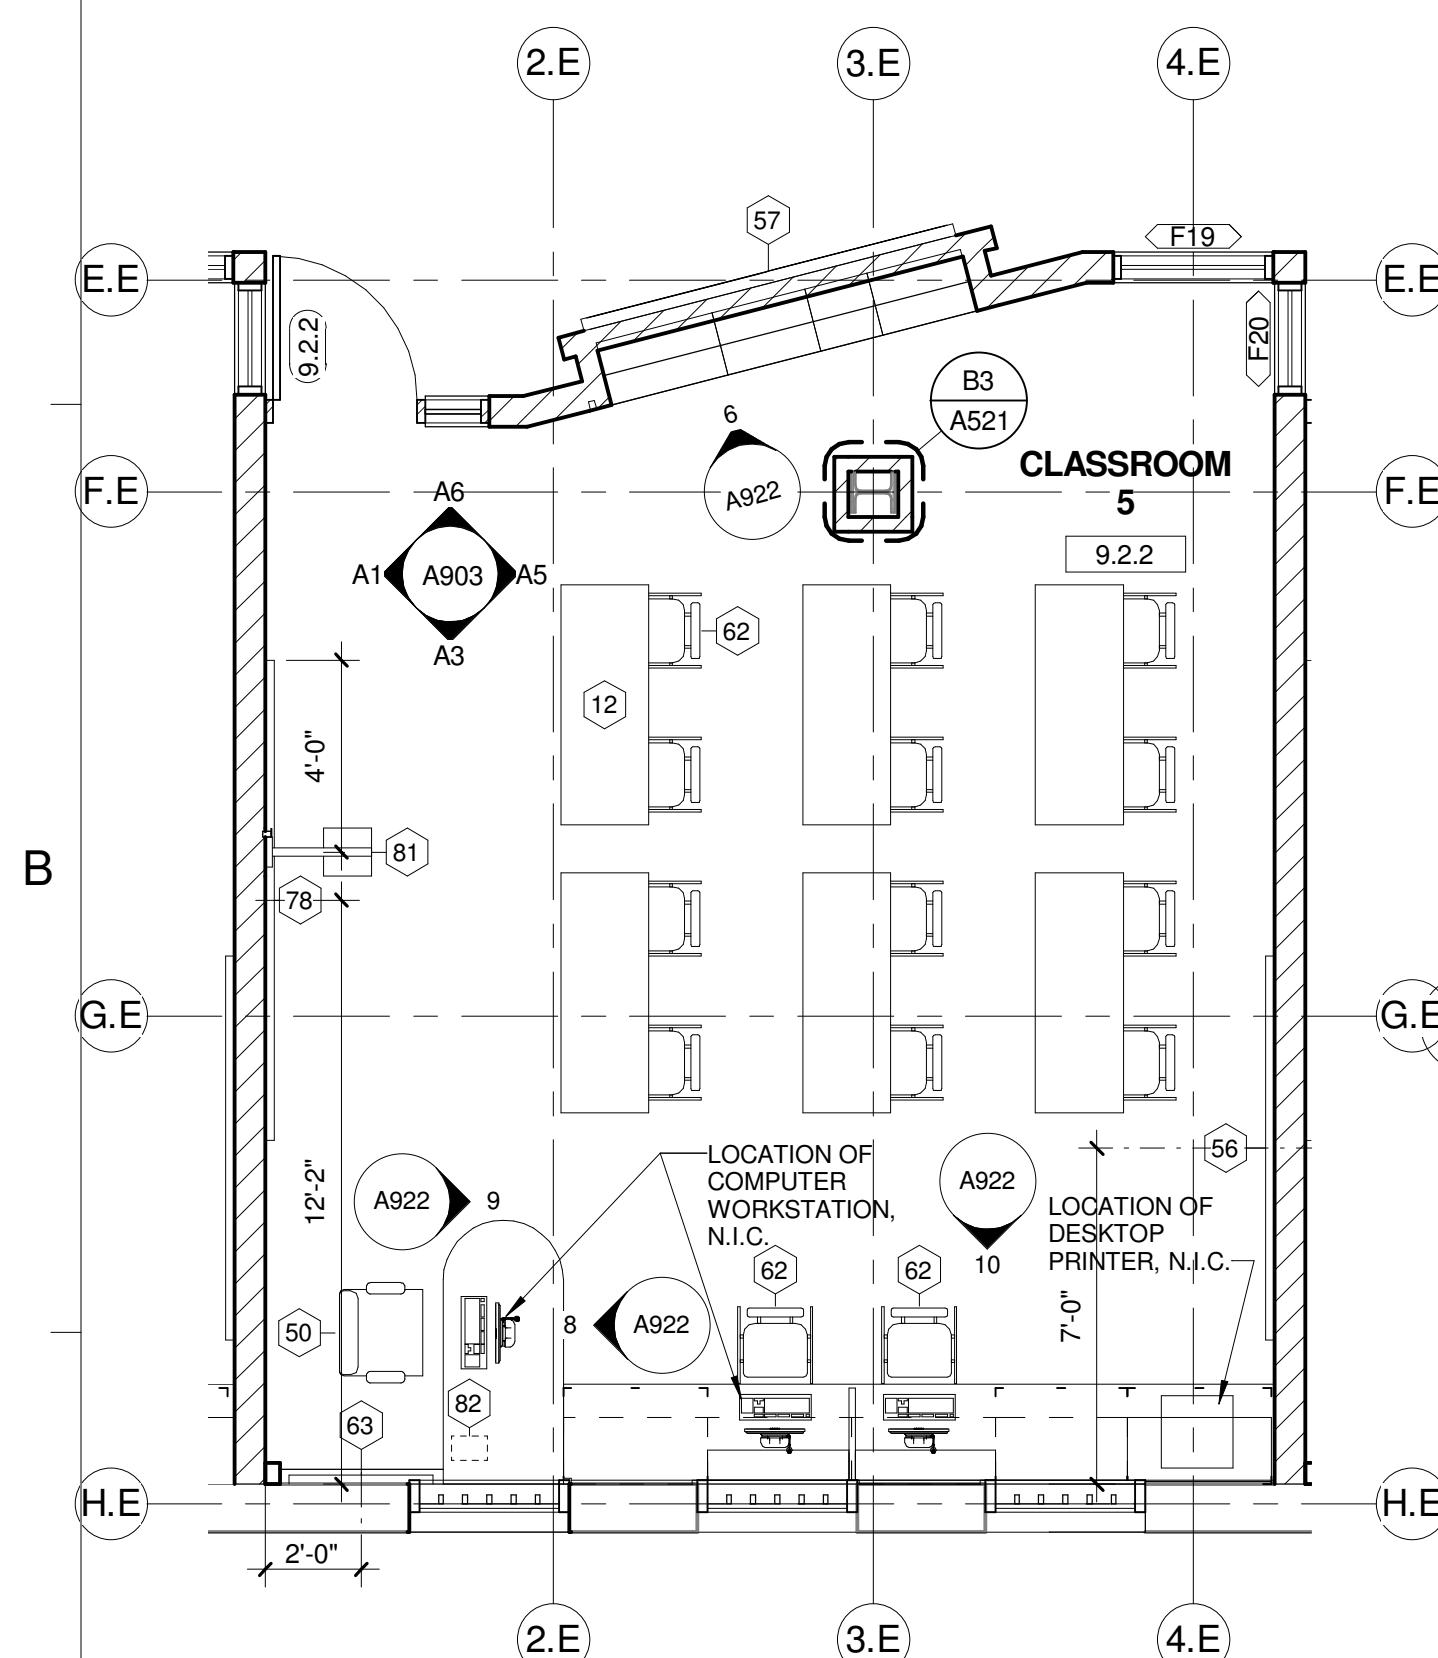 2.E
3.E
4.E
57
F19
E.E
E.E
9.2.2
F20
B3
A521
6
A922
CLASSROOM
5
F.E
F.E
A6
A1
A903
A5
A3
9.2.2
62
12
4'-0"
81
B
78
G.E
G.E
LOCATION OF
COMPUTER
WORKSTATION,
N.I.C.
A922
10
56
LOCATION OF
DESKTOP
PRINTER, N.I.C.
12'-2"
A922
9
62
62
50
8
A922
7'-0"
82
63
H.E
H.E
2'-0"
2.E
3.E
4.E